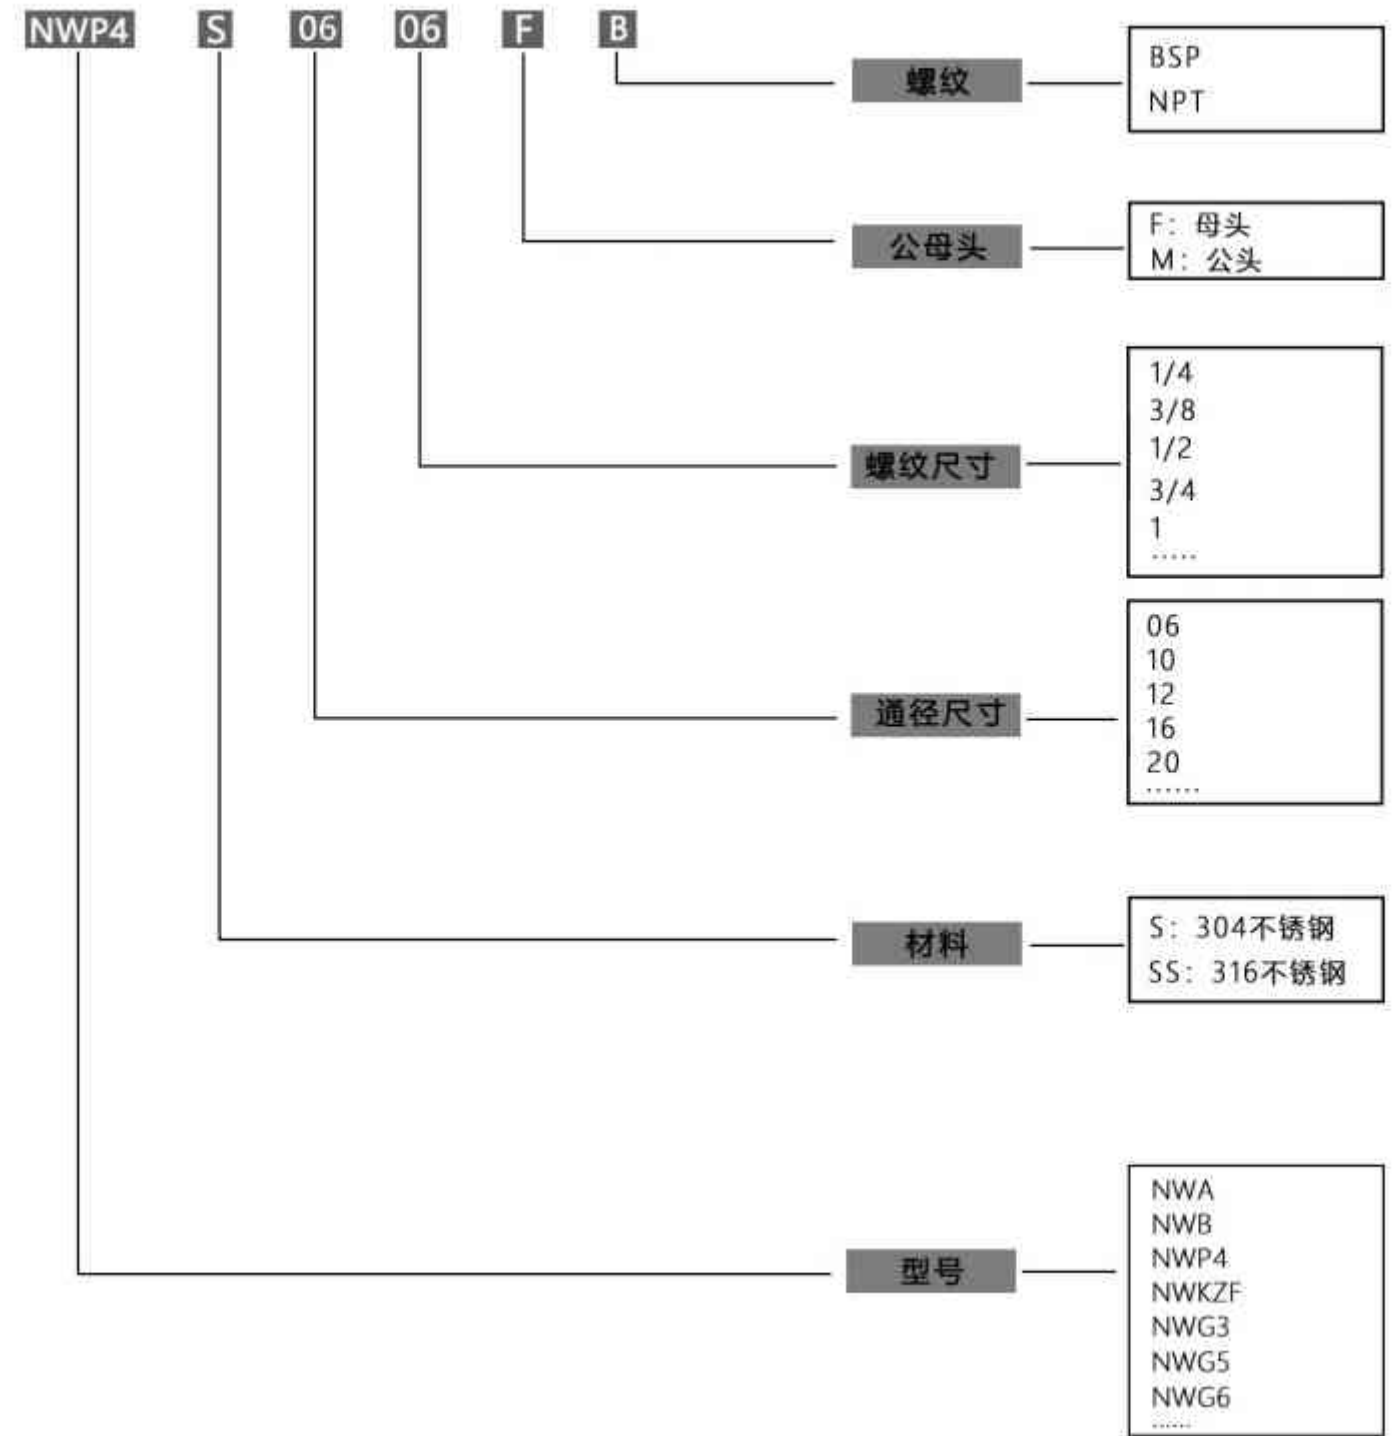 NWP4 S 06 06 F B
螺纹
BSP
NPT
公母头
F: 母头
M: 公头
螺纹尺寸
1/4
3/8
1/2
3/4
1
.....
通径尺寸
06
10
12
16
20
......
材料
S: 304不锈钢
SS: 316不锈钢
型号
NWA
NWB
NWP4
NWKZF
NWG3
NWG5
NWG6
......